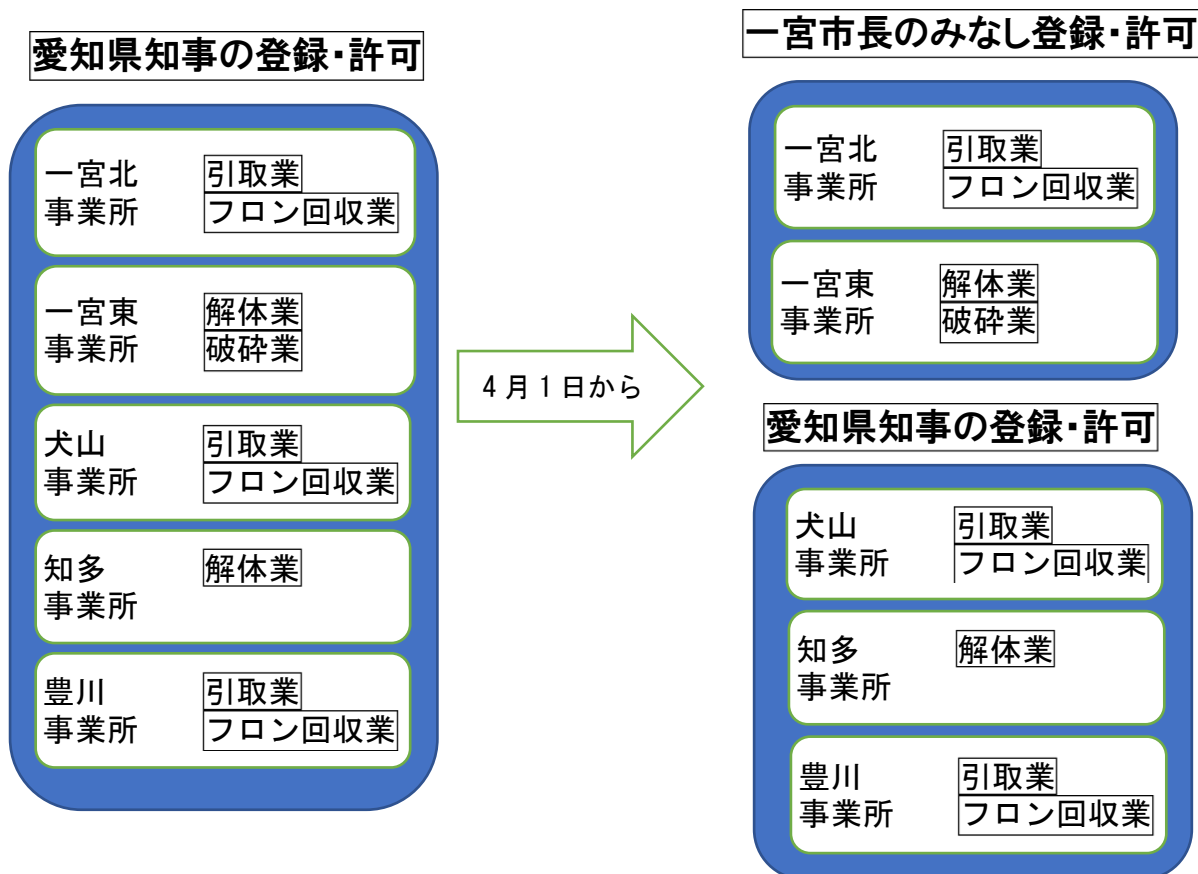 愛知県知事の登録・許可
一宮北 引取業
事業所 フロン回収業
一宮東 解体業
事業所 破砕業
犬山 引取業
事業所 フロン回収業
知多 解体業
事業所
豊川 引取業
事業所 フロン回収業
4月1日から
一宮市長のみなし登録・許可
一宮北 引取業
事業所 フロン回収業
一宮東 解体業
事業所 破砕業
愛知県知事の登録・許可
犬山 引取業
事業所 フロン回収業
知多 解体業
事業所
豊川 引取業
事業所 フロン回収業